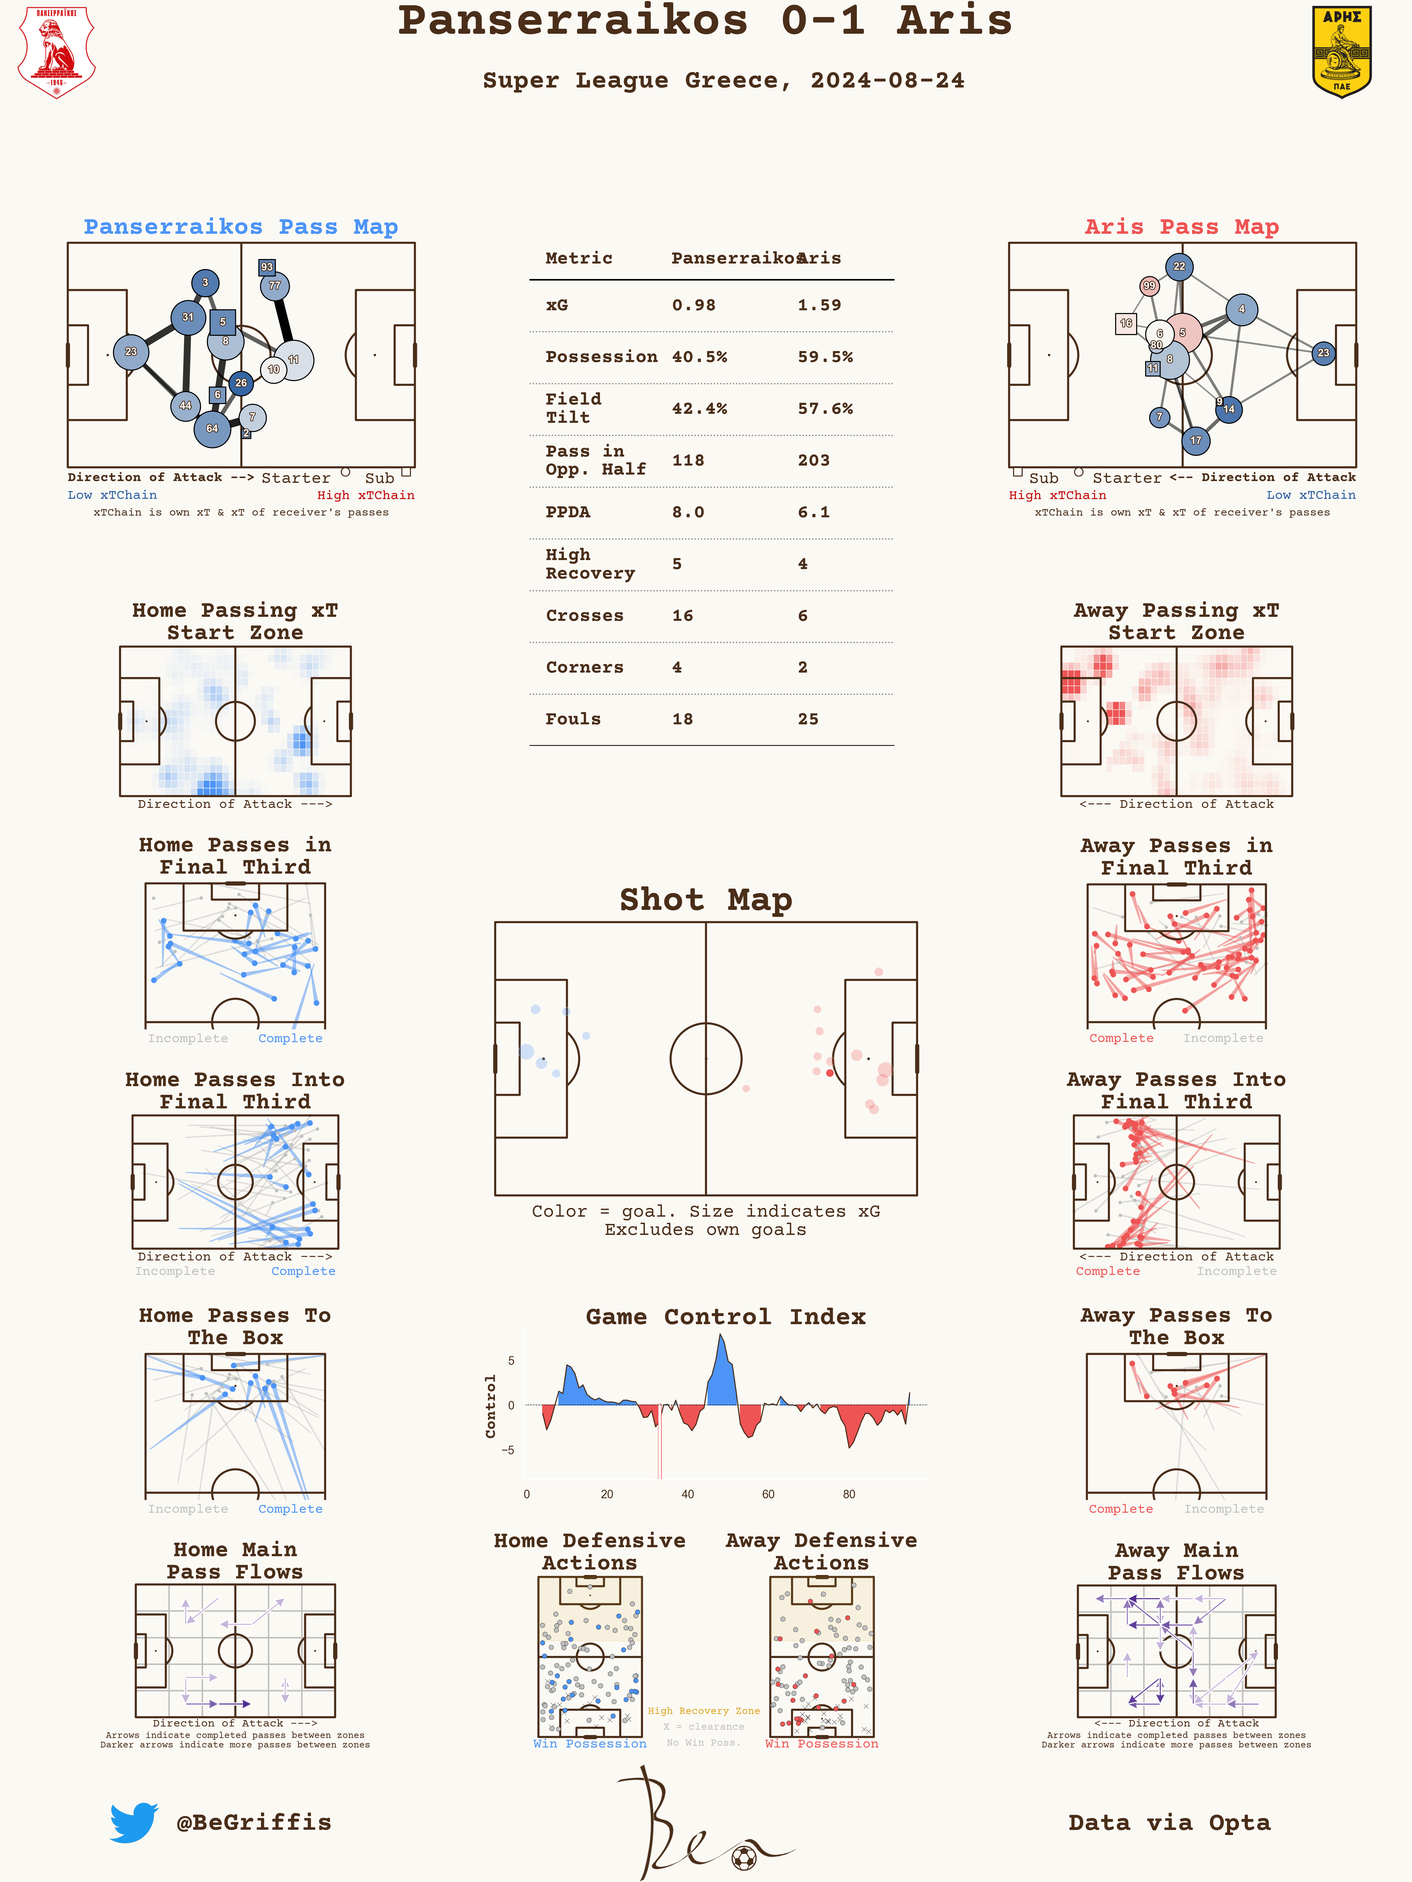 Panserraikos 0-1 Aris
Super League Greece, 2024-08-24
ΠΑΝΣΕΡΡΑΪΚΟΣ
1946
ΑΡΗΣ
ΠΑΕ
Panserraikos Pass Map
3
93
77
31
5
8
23
11
10
26
6
44
7
64
2
Direction of Attack --> Starter Sub
Low xTChain High xTChain
xTChain is own xT & xT of receiver's passes
Metric Panserraikos Aris
xG 0.98 1.59
Possession 40.5% 59.5%
Field Tilt 42.4% 57.6%
Pass in Opp. Half 118 203
PPDA 8.0 6.1
High Recovery 5 4
Crosses 16 6
Corners 4 2
Fouls 18 25
Aris Pass Map
22
99
4
16
6
5
80
8
23
11
9
14
7
17
Sub Starter <-- Direction of Attack
High xTChain Low xTChain
xTChain is own xT & xT of receiver's passes
Home Passing xT
Start Zone
Direction of Attack --->
Away Passing xT
Start Zone
<--- Direction of Attack
Home Passes in
Final Third
Incomplete Complete
Away Passes in
Final Third
Complete Incomplete
Shot Map
Color = goal. Size indicates xG
Excludes own goals
Home Passes Into
Final Third
Direction of Attack --->
Incomplete Complete
Away Passes Into
Final Third
<--- Direction of Attack
Complete Incomplete
Home Passes To
The Box
Incomplete Complete
Game Control Index
Control
5
0
−5
0 20 40 60 80
Away Passes To
The Box
Complete Incomplete
Home Main
Pass Flows
Direction of Attack --->
Arrows indicate completed passes between zones
Darker arrows indicate more passes between zones
Home Defensive
Actions
Win Possession
High Recovery Zone
X = clearance
No Win Poss.
Away Defensive
Actions
Win Possession
Away Main
Pass Flows
<--- Direction of Attack
Arrows indicate completed passes between zones
Darker arrows indicate more passes between zones
@BeGriffis
Ben
Data via Opta